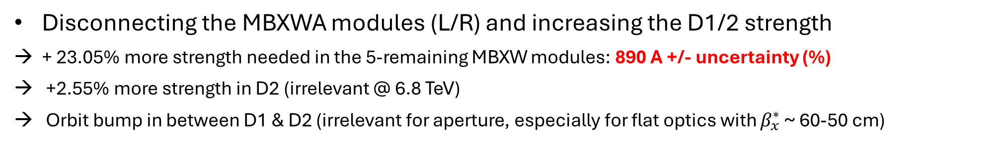 • Disconnecting the MBXWA modules (L/R) and increasing the D1/2 strength
→ + 23.05% more strength needed in the 5-remaining MBXW modules: 890 A +/- uncertainty (%)
→ +2.55% more strength in D2 (irrelevant @ 6.8 TeV)
→ Orbit bump in between D1 & D2 (irrelevant for aperture, especially for flat optics with βₓ* ~ 60-50 cm)